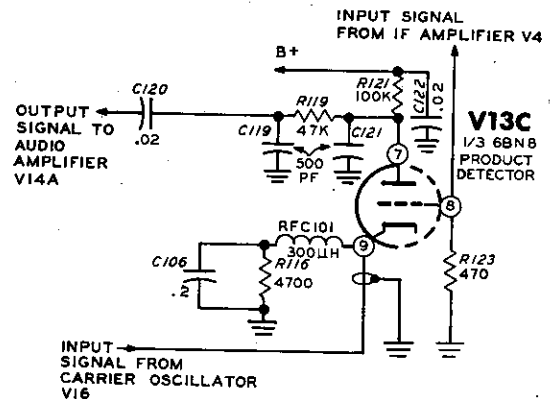 INPUT SIGNAL
FROM IF AMPLIFIER V4
B+
C120
.02
OUTPUT
SIGNAL TO
AUDIO
AMPLIFIER
V14A
R119
47K
C119
500
PF
C121
R121
100K
C122
.02
V13C
1/3 6BN8
PRODUCT
DETECTOR
7
8
9
RFC101
300µH
C106
.2
R116
4700
R123
470
INPUT
SIGNAL FROM
CARRIER OSCILLATOR
V16